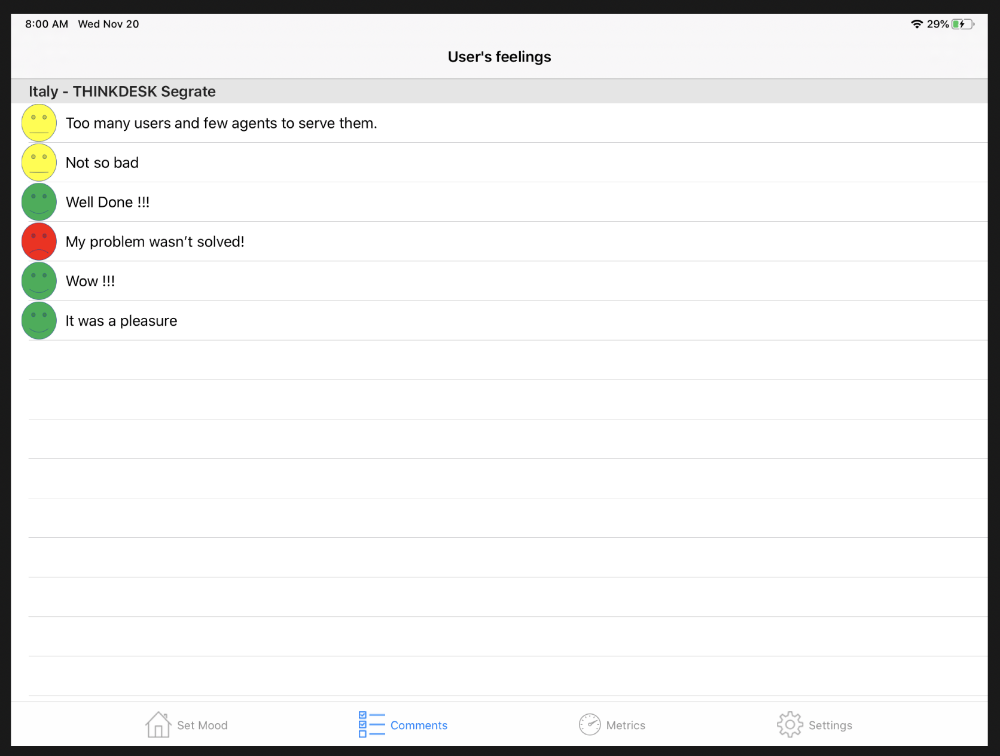 8:00 AM Wed Nov 20
29%
User's feelings
Italy - THINKDESK Segrate
Too many users and few agents to serve them.
Not so bad
Well Done !!!
My problem wasn’t solved!
Wow !!!
It was a pleasure
Set Mood
Comments
Metrics
Settings